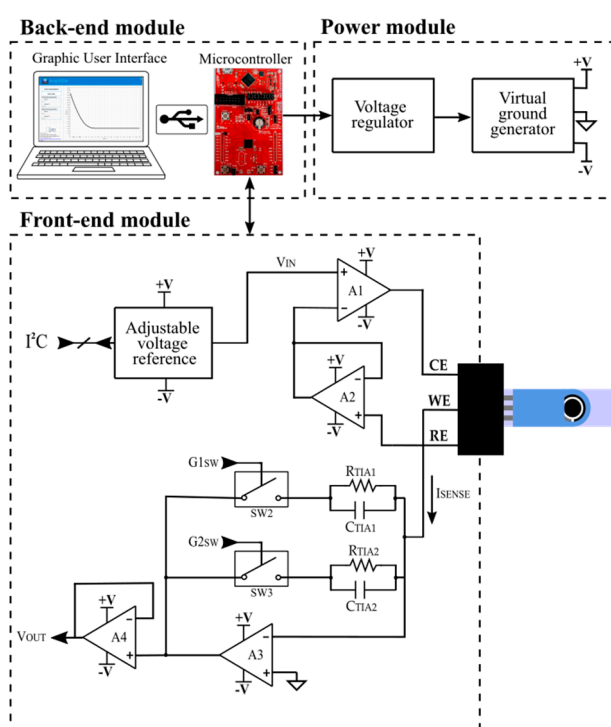 Back-end module
Power module
Graphic User Interface
Microcontroller
Voltage
regulator
Virtual
ground
generator
+V
-V
Front-end module
VIN
+V
A1
-V
I²C
+V
Adjustable
voltage
reference
-V
+V
-
A2
+
-V
CE
WE
RE
G1SW
SW2
RTIA1
CTIA1
ISENSE
G2SW
SW3
RTIA2
CTIA2
VOUT
+V
-
A4
+
-V
+V
-
A3
+
-V